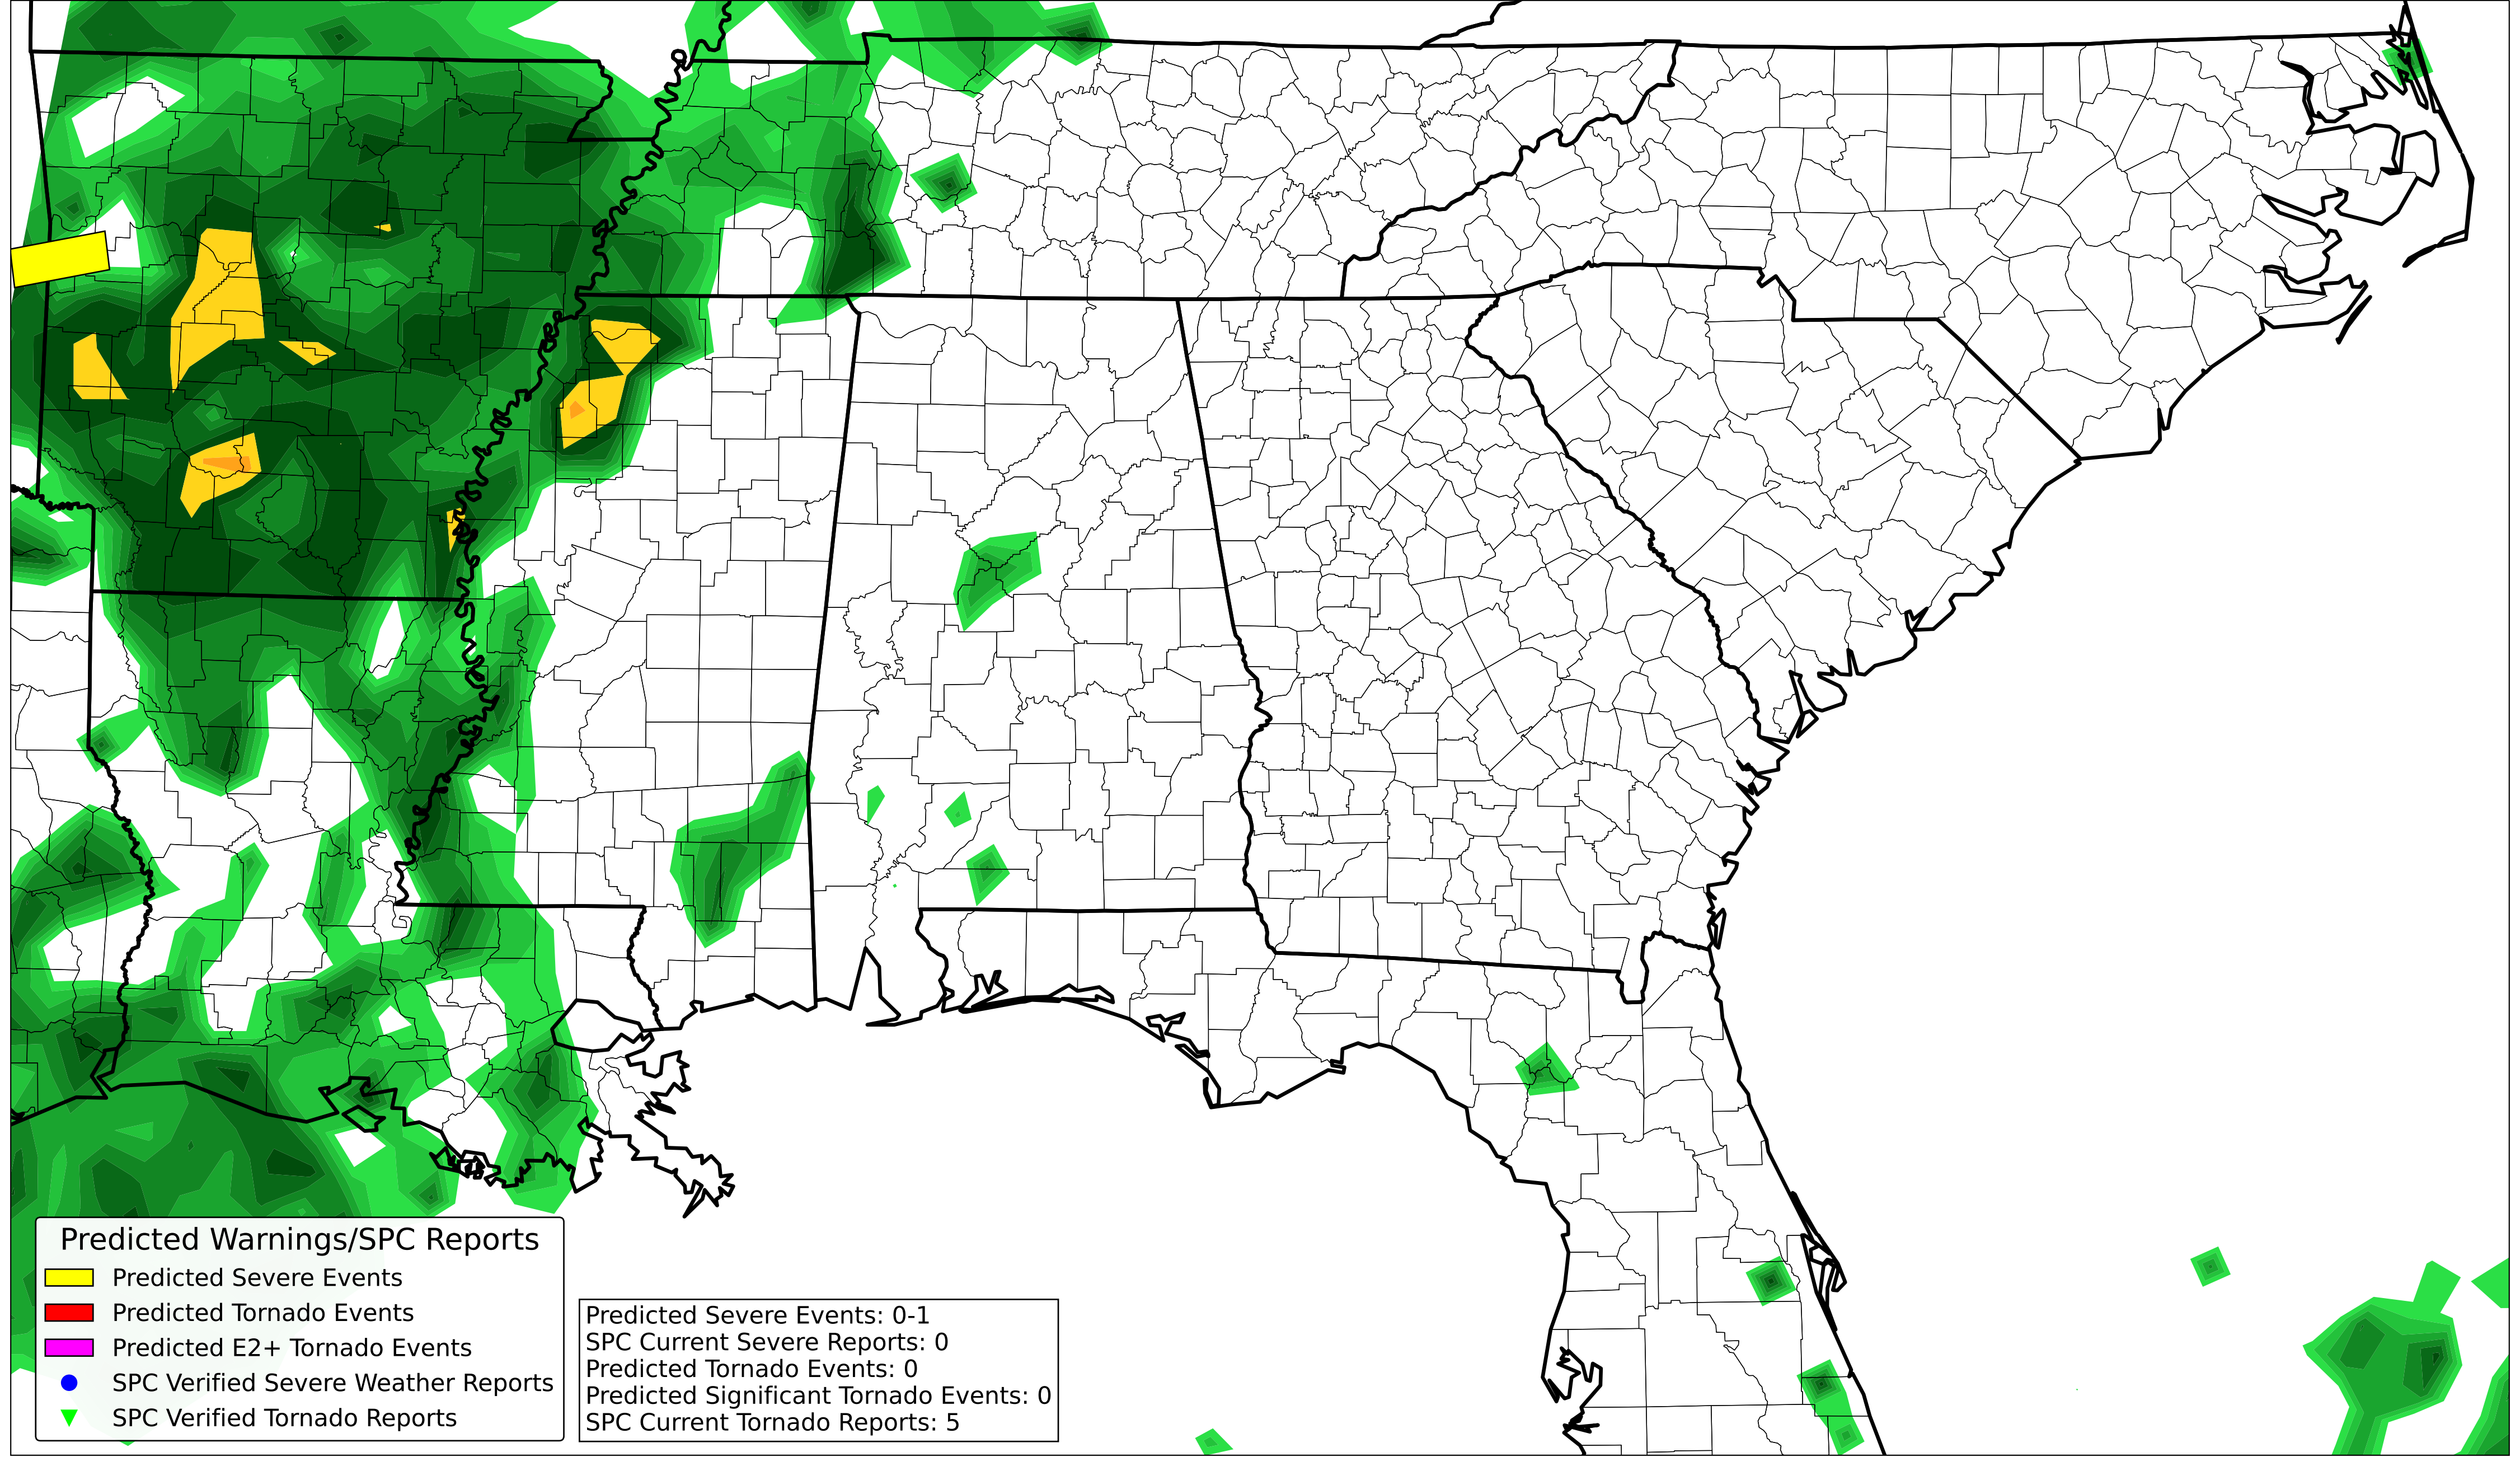 Predicted Warnings/SPC Reports
Predicted Severe Events
Predicted Tornado Events
Predicted E2+ Tornado Events
SPC Verified Severe Weather Reports
SPC Verified Tornado Reports
Predicted Severe Events: 0-1
SPC Current Severe Reports: 0
Predicted Tornado Events: 0
Predicted Significant Tornado Events: 0
SPC Current Tornado Reports: 5